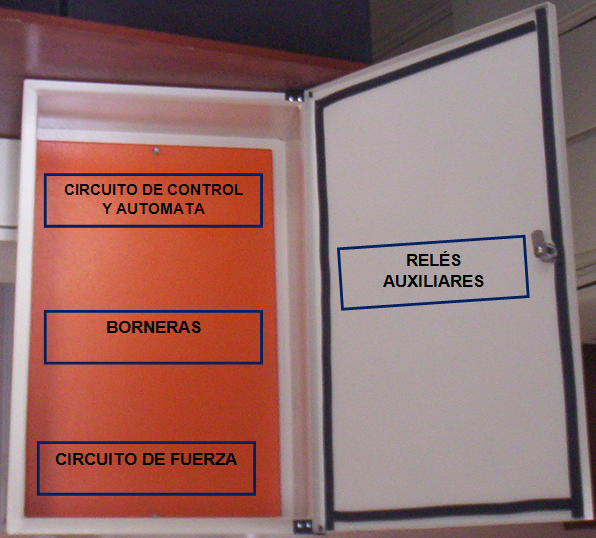 CIRCUITO DE CONTROL
Y AUTOMATA
BORNERAS
CIRCUITO DE FUERZA
RELÉS
AUXILIARES